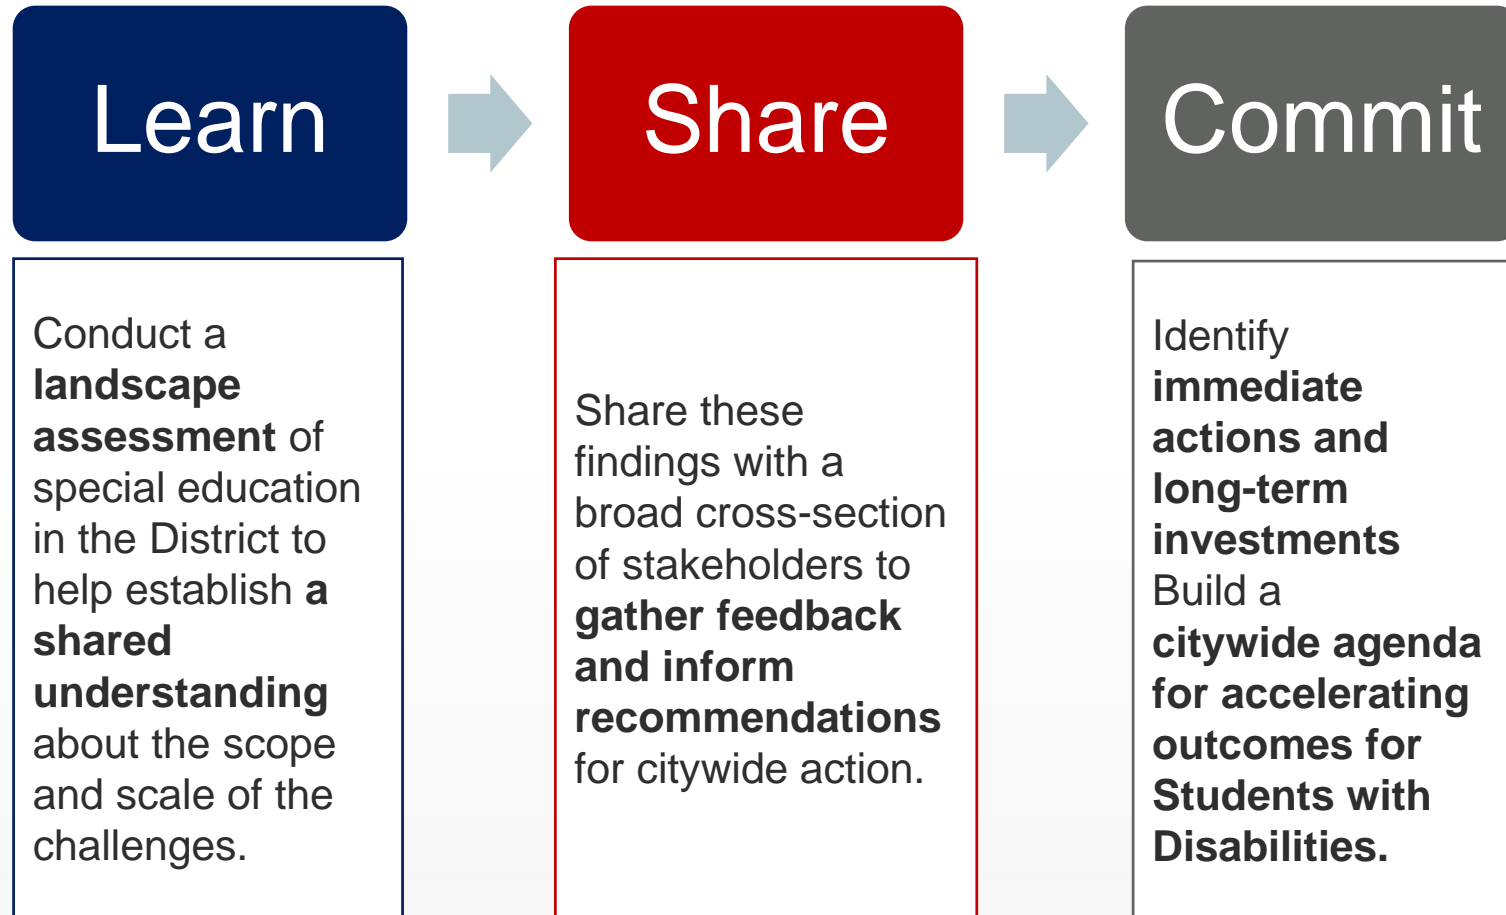 Learn
Share
Commit
Conduct a
landscape
assessment of
special education
in the District to
help establish a
shared
understanding
about the scope
and scale of the
challenges.
Share these
findings with a
broad cross-section
of stakeholders to
gather feedback
and inform
recommendations
for citywide action.
Identify
immediate
actions and
long-term
investments
Build a
citywide agenda
for accelerating
outcomes for
Students with
Disabilities.